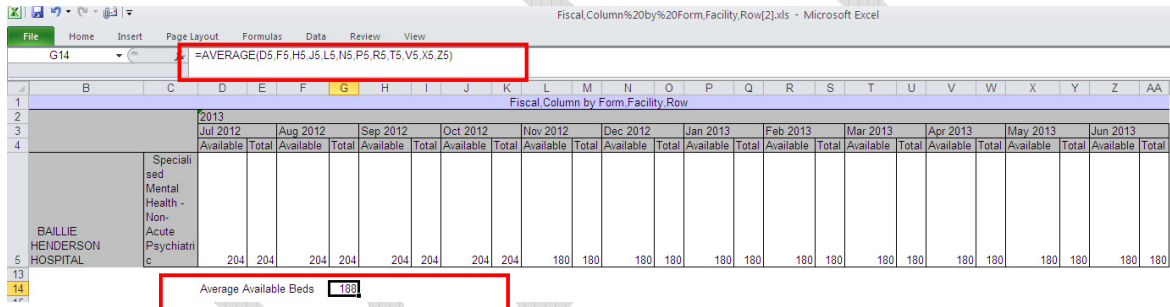 Fiscal,Column%20by%20Form,Facility,Row[2].xls - Microsoft Excel
File Home Insert Page Layout Formulas Data Review View
G14 fx =AVERAGE(D5,F5,H5,J5,L5,N5,P5,R5,T5,V5,X5,Z5)
B C D E F G H I J K L M N O P Q R S T U V W X Y Z AA
1 Fiscal,Column by Form,Facility,Row
2 2013
3 Jul 2012 Aug 2012 Sep 2012 Oct 2012 Nov 2012 Dec 2012 Jan 2013 Feb 2013 Mar 2013 Apr 2013 May 2013 Jun 2013
4 Available Total Available Total Available Total Available Total Available Total Available Total Available Total Available Total Available Total Available Total Available Total Available Total
Speciali
sed
Mental
Health -
Non-
BAILLIE Acute
HENDERSON Psychiatri
5 HOSPITAL c 204 204 204 204 204 204 204 204 180 180 180 180 180 180 180 180 180 180 180 180 180 180 180 180
13
14 Average Available Beds 188